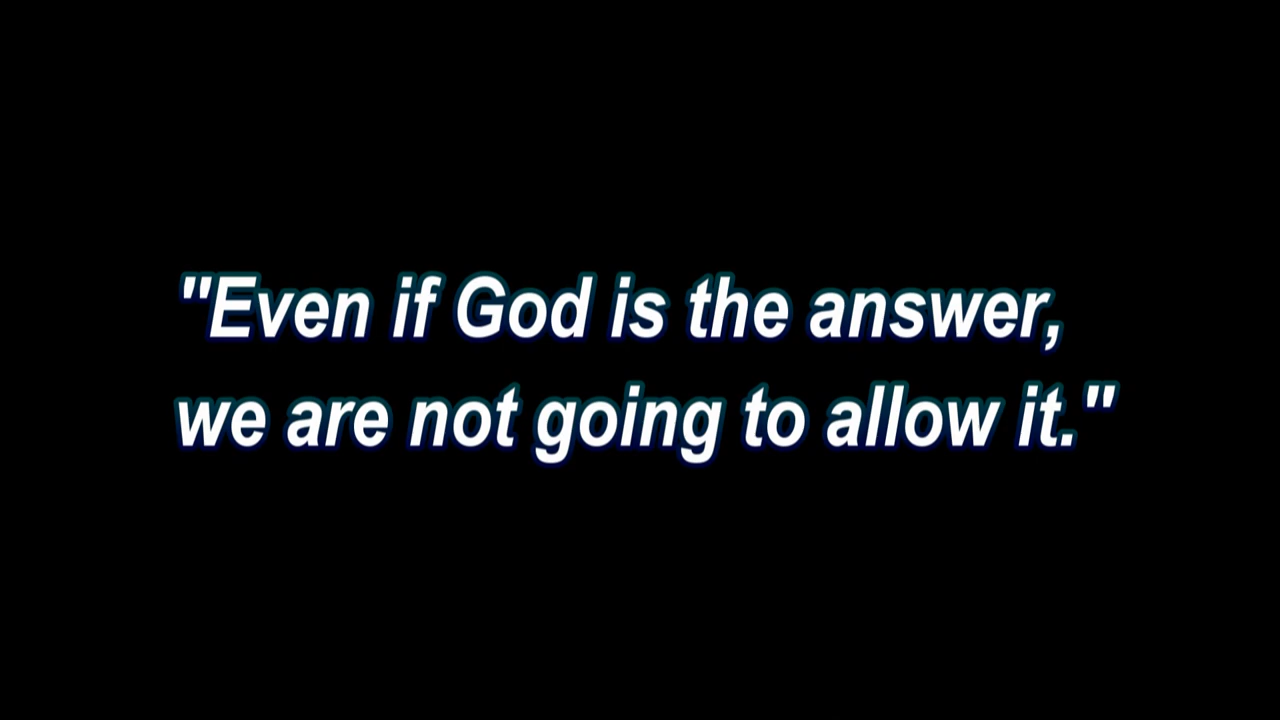 "Even if God is the answer,
we are not going to allow it."